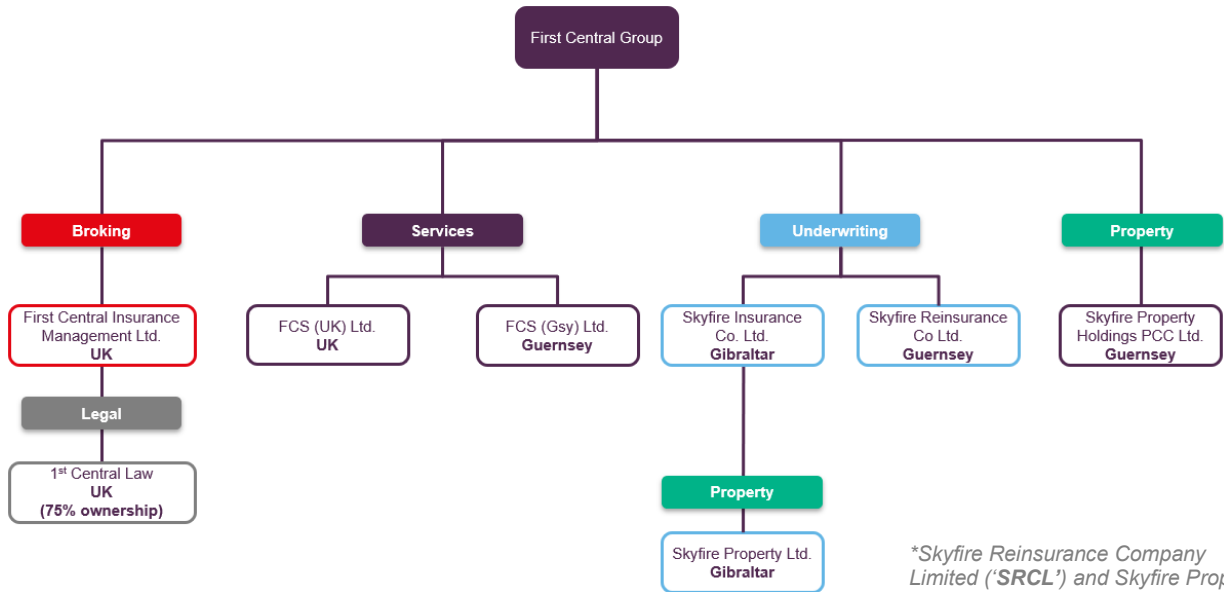 First Central Group
Broking
Services
Underwriting
Property
First Central Insurance
Management Ltd.
UK
FCS (UK) Ltd.
UK
FCS (Gsy) Ltd.
Guernsey
Skyfire Insurance
Co. Ltd.
Gibraltar
Skyfire Reinsurance
Co Ltd.
Guernsey
Skyfire Property
Holdings PCC Ltd.
Guernsey
Legal
1st Central Law
UK
(75% ownership)
Property
Skyfire Property Ltd.
Gibraltar
*Skyfire Reinsurance Company
Limited (‘SRCL’) and Skyfire